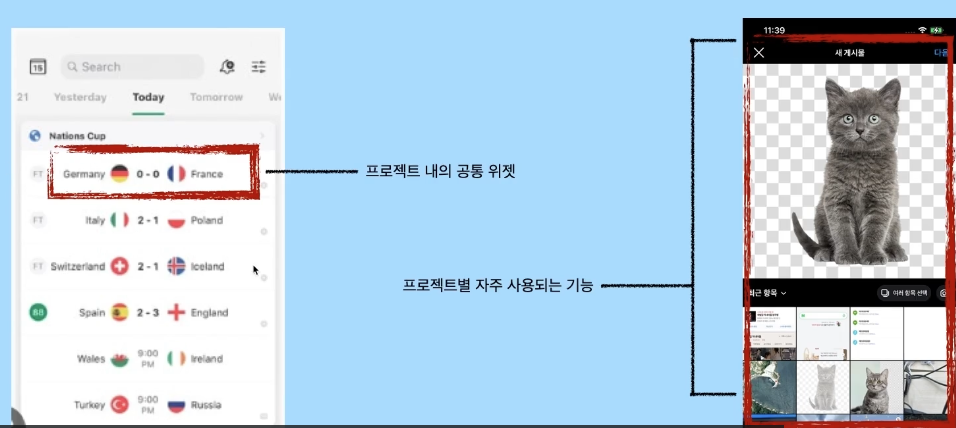 15 Search
21 Yesterday Today Tomorrow We
Nations Cup
FT Germany 0 - 0 France
FT Italy 2 - 1 Poland
FT Switzerland 2 - 1 Iceland
88 Spain 2 - 3 England
Wales 9:00 PM Ireland
Turkey 9:00 PM Russia
프로젝트 내의 공통 위젯
프로젝트별 자주 사용되는 기능
11:39
새 게시물 다음
최근 항목 여러 항목 선택